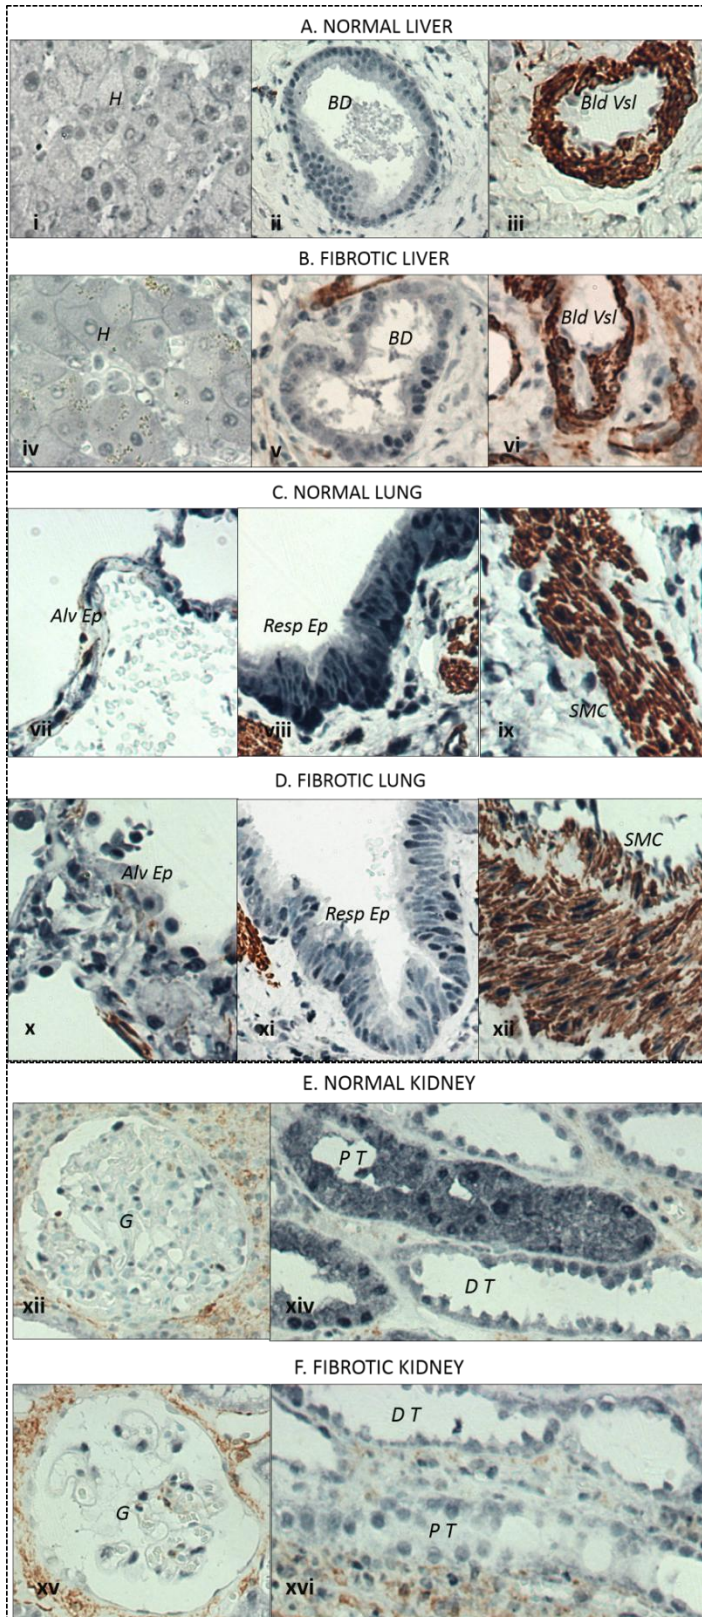 A. NORMAL LIVER
H
BD
Bld Vsl
i
ii
iii
B. FIBROTIC LIVER
H
BD
Bld Vsl
iv
v
vi
C. NORMAL LUNG
Alv Ep
Resp Ep
SMC
vii
viii
ix
D. FIBROTIC LUNG
Alv Ep
Resp Ep
SMC
x
xi
xii
E. NORMAL KIDNEY
G
P T
D T
xii
xiv
F. FIBROTIC KIDNEY
G
D T
P T
xv
xvi